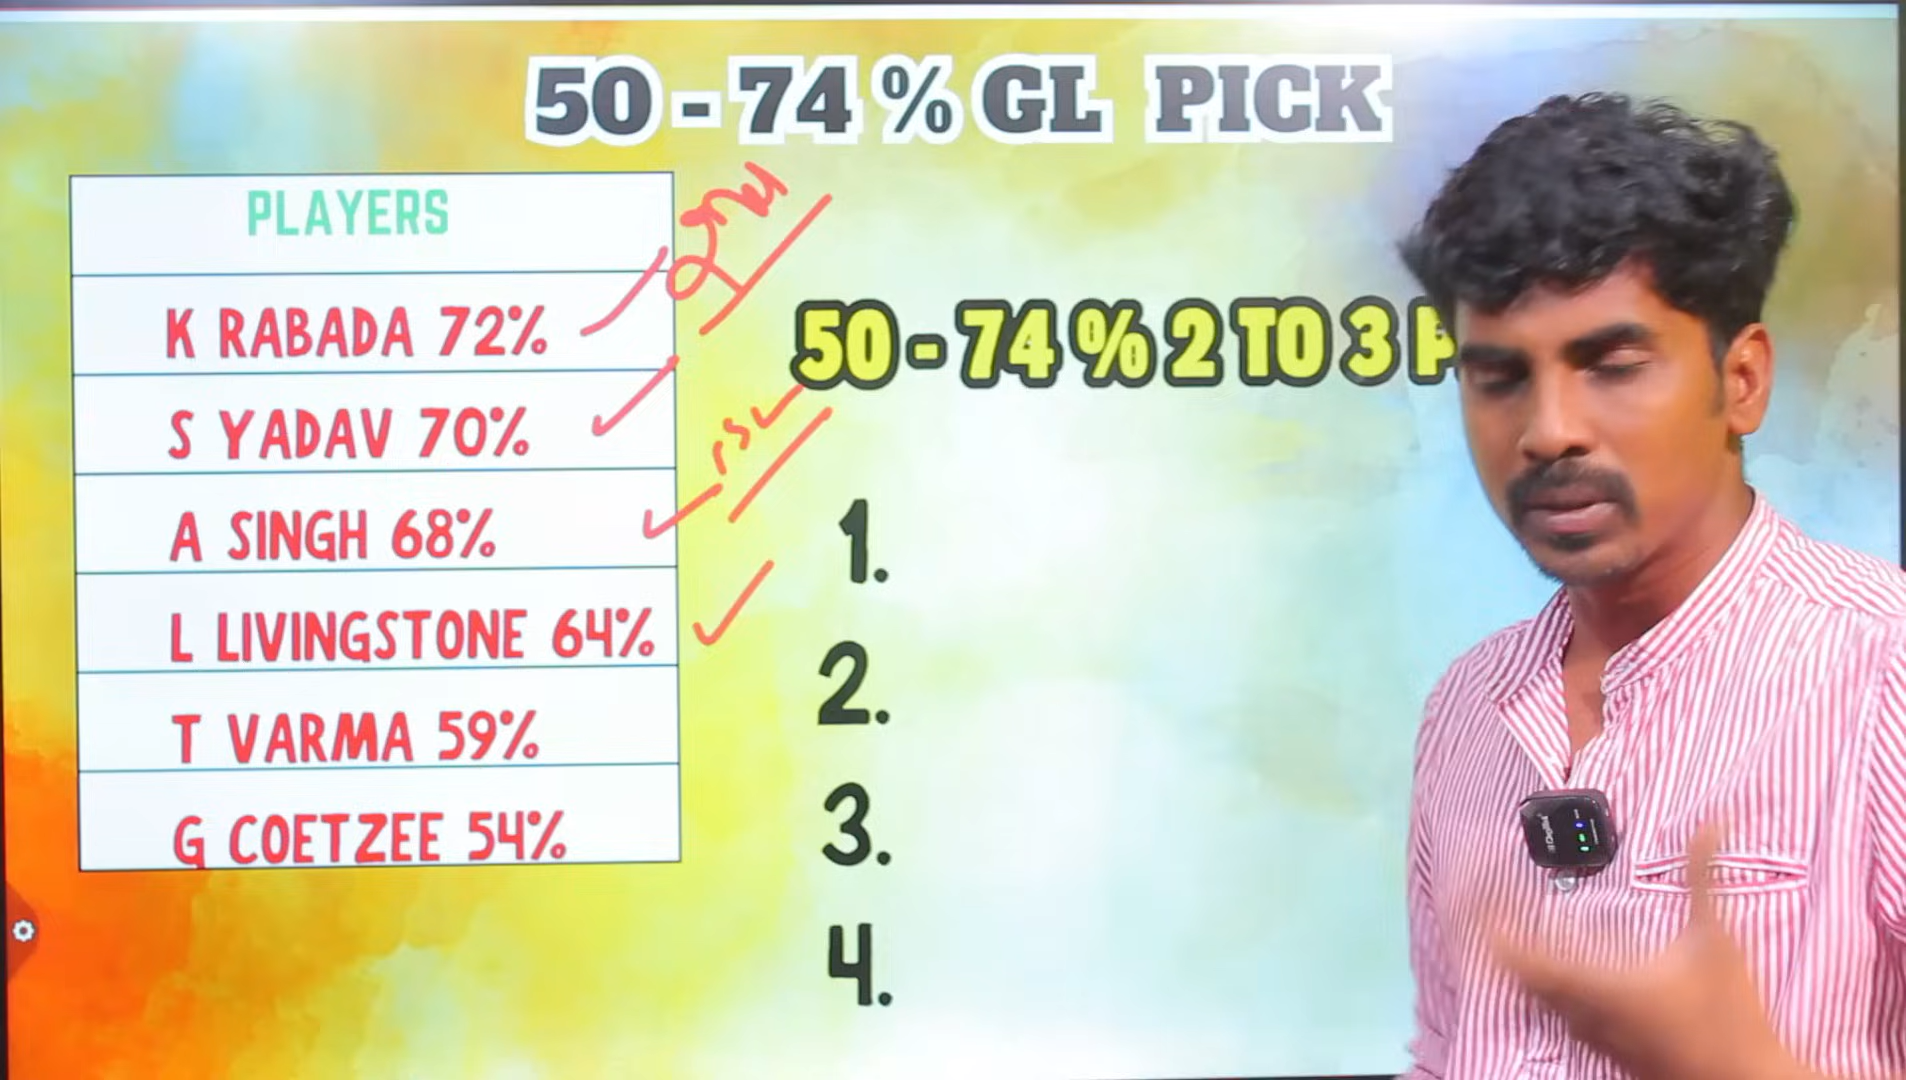 50 - 74 % GL PICK
PLAYERS
K RABADA 72%
S YADAV 70%
A SINGH 68%
L LIVINGSTONE 64%
T VARMA 59%
G COETZEE 54%
50 - 74 % 2 TO 3
1.
2.
3.
4.